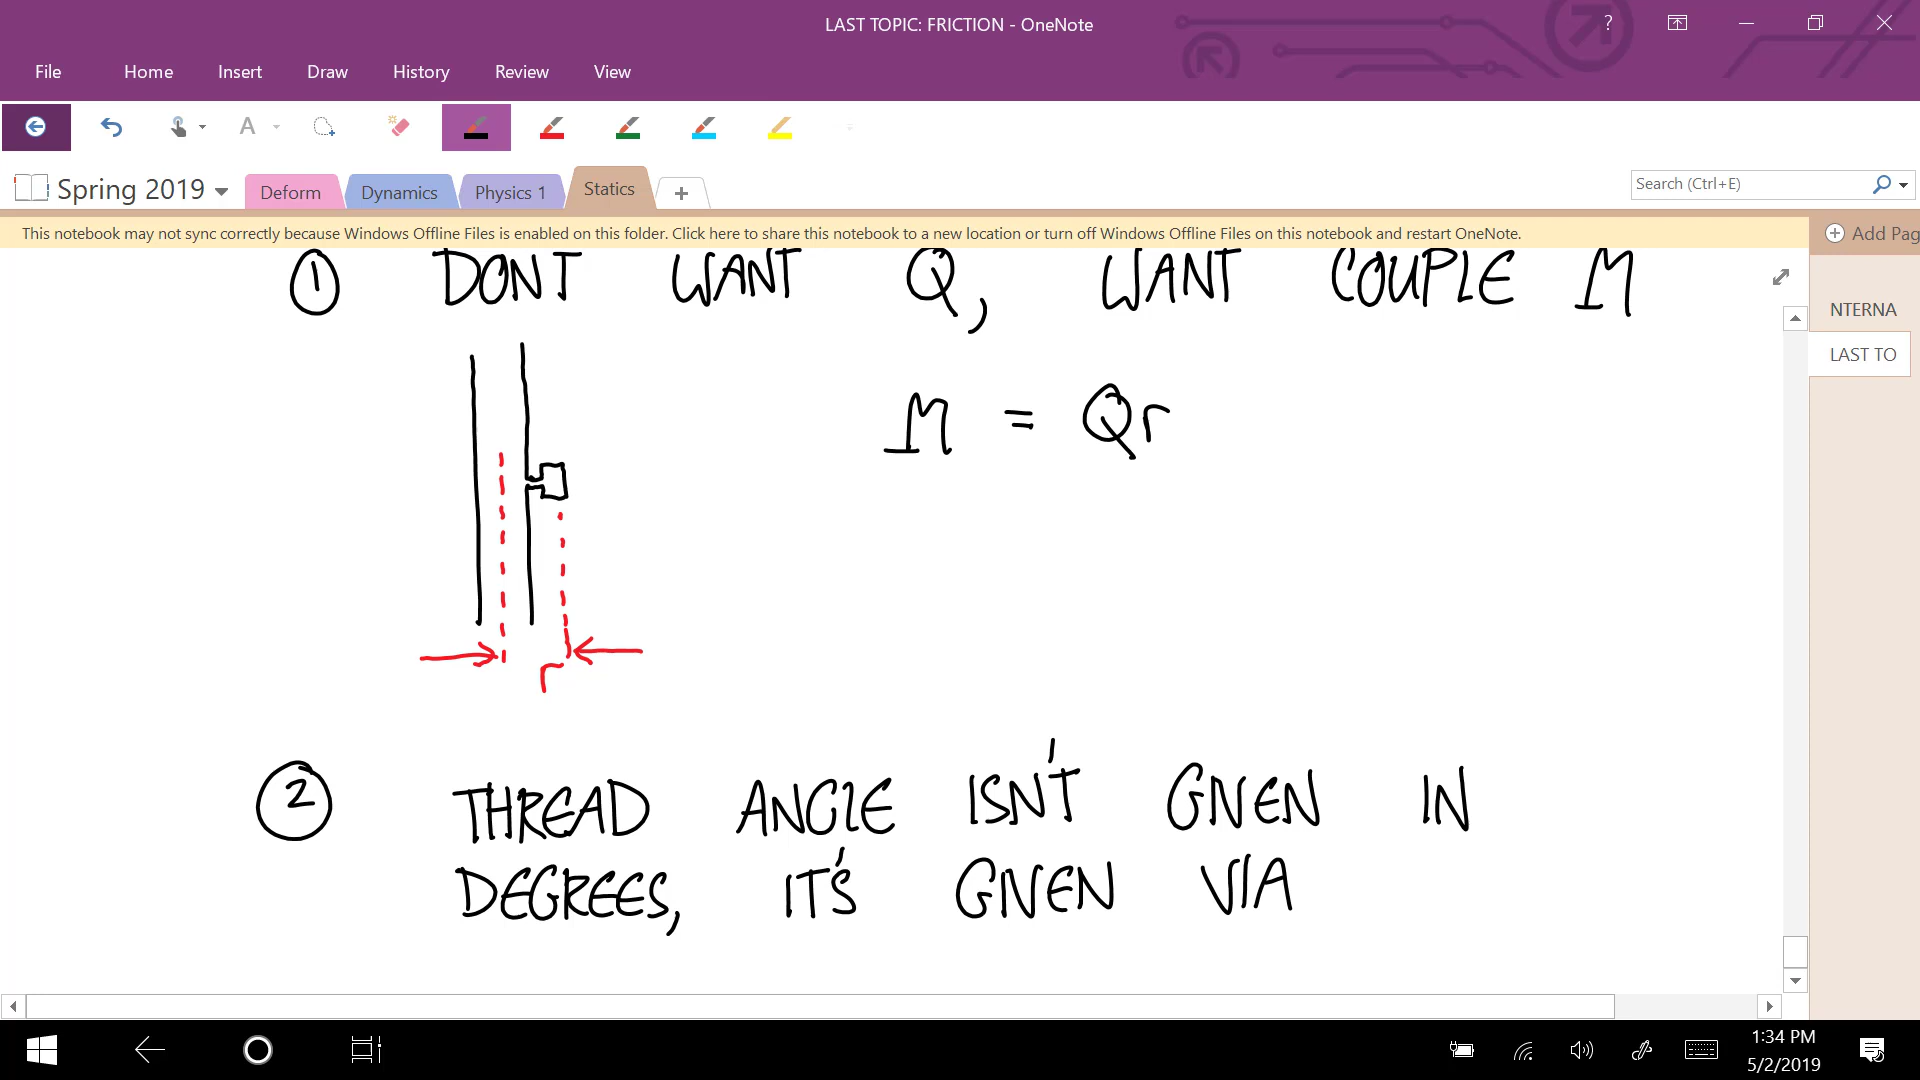 LAST TOPIC: FRICTION - OneNote
?
File Home Insert Draw History Review View
A
Spring 2019 Deform Dynamics Physics 1 Statics +
Search (Ctrl+E)
This notebook may not sync correctly because Windows Offline Files is enabled on this folder. Click here to share this notebook to a new location or turn off Windows Offline Files on this notebook and restart OneNote.
Add Pag
NTERNA
LAST TO
1 DONT WANT Q, WANT COUPLE M
M = Qr
r
2 THREAD ANGLE ISN'T GIVEN IN
DEGREES, IT'S GIVEN VIA
1:34 PM
5/2/2019